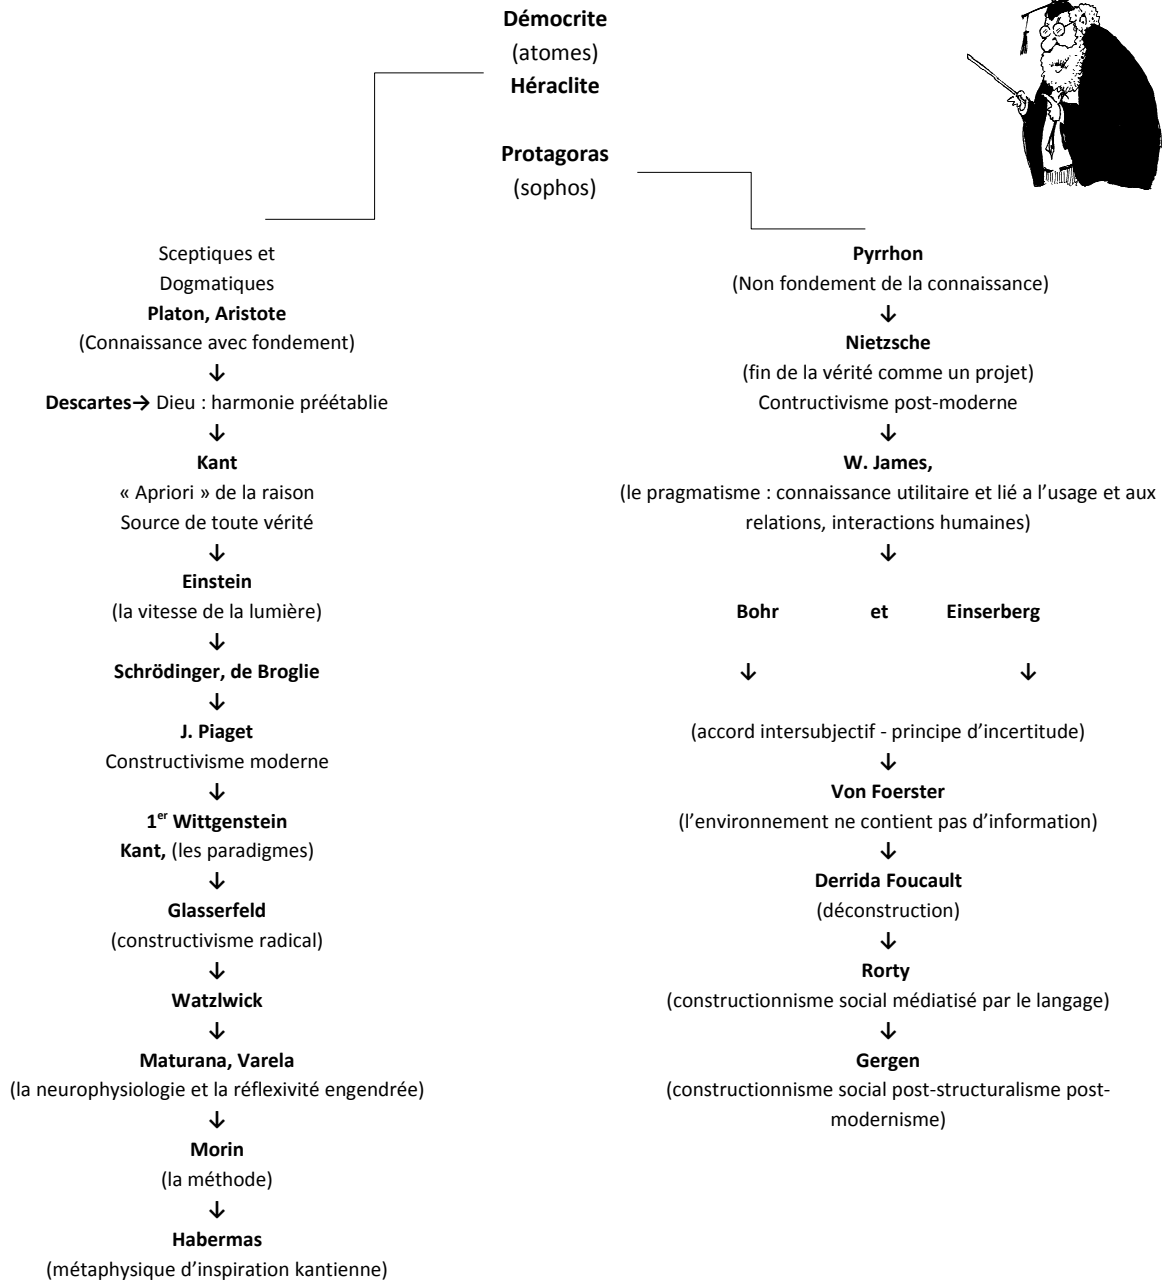 Démocrite
(atomes)
Héraclite
Protagoras
(sophos)
Sceptiques et
Dogmatiques
Platon, Aristote
(Connaissance avec fondement)
↓
Descartes→ Dieu : harmonie préétablie
↓
Kant
« Apriori » de la raison
Source de toute vérité
↓
Einstein
(la vitesse de la lumière)
↓
Schrödinger, de Broglie
↓
J. Piaget
Constructivisme moderne
↓
1er Wittgenstein
Kant, (les paradigmes)
↓
Glasserfeld
(constructivisme radical)
↓
Watzlwick
↓
Maturana, Varela
(la neurophysiologie et la réflexivité engendrée)
↓
Morin
(la méthode)
↓
Habermas
(métaphysique d’inspiration kantienne)
Pyrrhon
(Non fondement de la connaissance)
↓
Nietzsche
(fin de la vérité comme un projet)
Contructivisme post-moderne
↓
W. James,
(le pragmatisme : connaissance utilitaire et lié a l’usage et aux
relations, interactions humaines)
↓
Bohr et Einserberg
↓ ↓
(accord intersubjectif - principe d’incertitude)
↓
Von Foerster
(l’environnement ne contient pas d’information)
↓
Derrida Foucault
(déconstruction)
↓
Rorty
(constructionnisme social médiatisé par le langage)
↓
Gergen
(constructionnisme social post-structuralisme post-
modernisme)